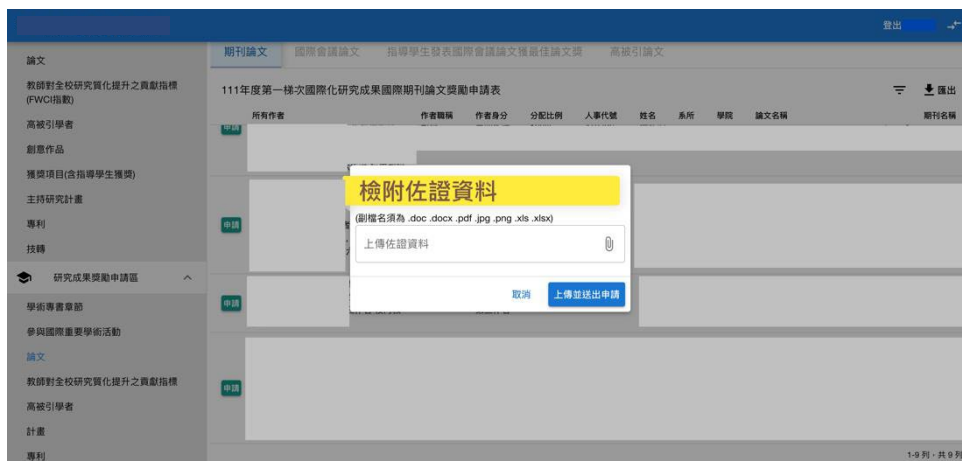 登出
論文
教師對全校研究質化提升之貢獻指標
(FWCI指數)
高被引學者
創意作品
獲獎項目(含指導學生獲獎)
主持研究計畫
專利
技轉
研究成果獎勵申請區
學術專書章節
參與國際重要學術活動
論文
教師對全校研究質化提升之貢獻指標
高被引學者
計畫
專利
期刊論文 國際會議論文 指導學生發表國際會議論文獲最佳論文獎 高被引論文
111年度第一梯次國際化研究成果國際期刊論文獎勵申請表 匯出
所有作者 作者職稱 作者身分 分配比例 人事代號 姓名 系所 學院 論文名稱 期刊名稱
申請
申請
申請
申請
檢附佐證資料
(副檔名須為 .doc .docx .pdf .jpg .png .xls .xlsx)
上傳佐證資料
取消 上傳並送出申請
1-9 列，共 9 列